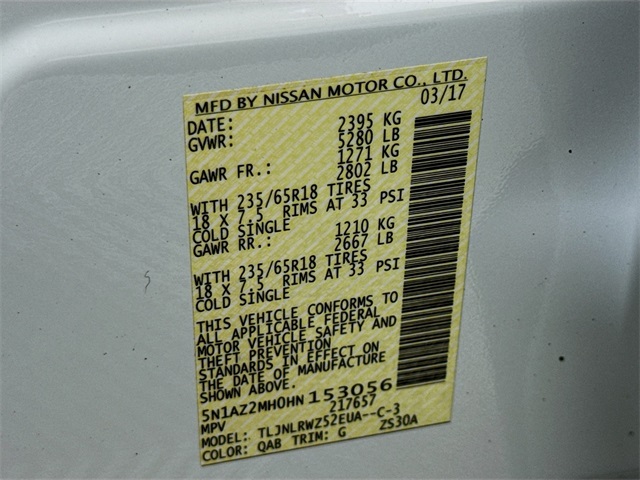 MFD BY NISSAN MOTOR CO., LTD.
DATE: 03/17
GVWR: 2395 KG
5280 LB
GAWR FR.: 1271 KG
2802 LB
WITH 235/65R18 TIRES
18 X 7.5 RIMS AT 33 PSI
COLD SINGLE
GAWR RR.: 1210 KG
2667 LB
WITH 235/65R18 TIRES
18 X 7.5 RIMS AT 33 PSI
COLD SINGLE
THIS VEHICLE CONFORMS TO
ALL APPLICABLE FEDERAL
MOTOR VEHICLE SAFETY AND
THEFT PREVENTION
STANDARDS IN EFFECT ON
THE DATE OF MANUFACTURE
SHOWN ABOVE.
5N1AZ2MH0HN 153056
MPV 217657
MODEL: TLJNLRWZ52EUA--C-3
COLOR: QAB TRIM: G ZS30A